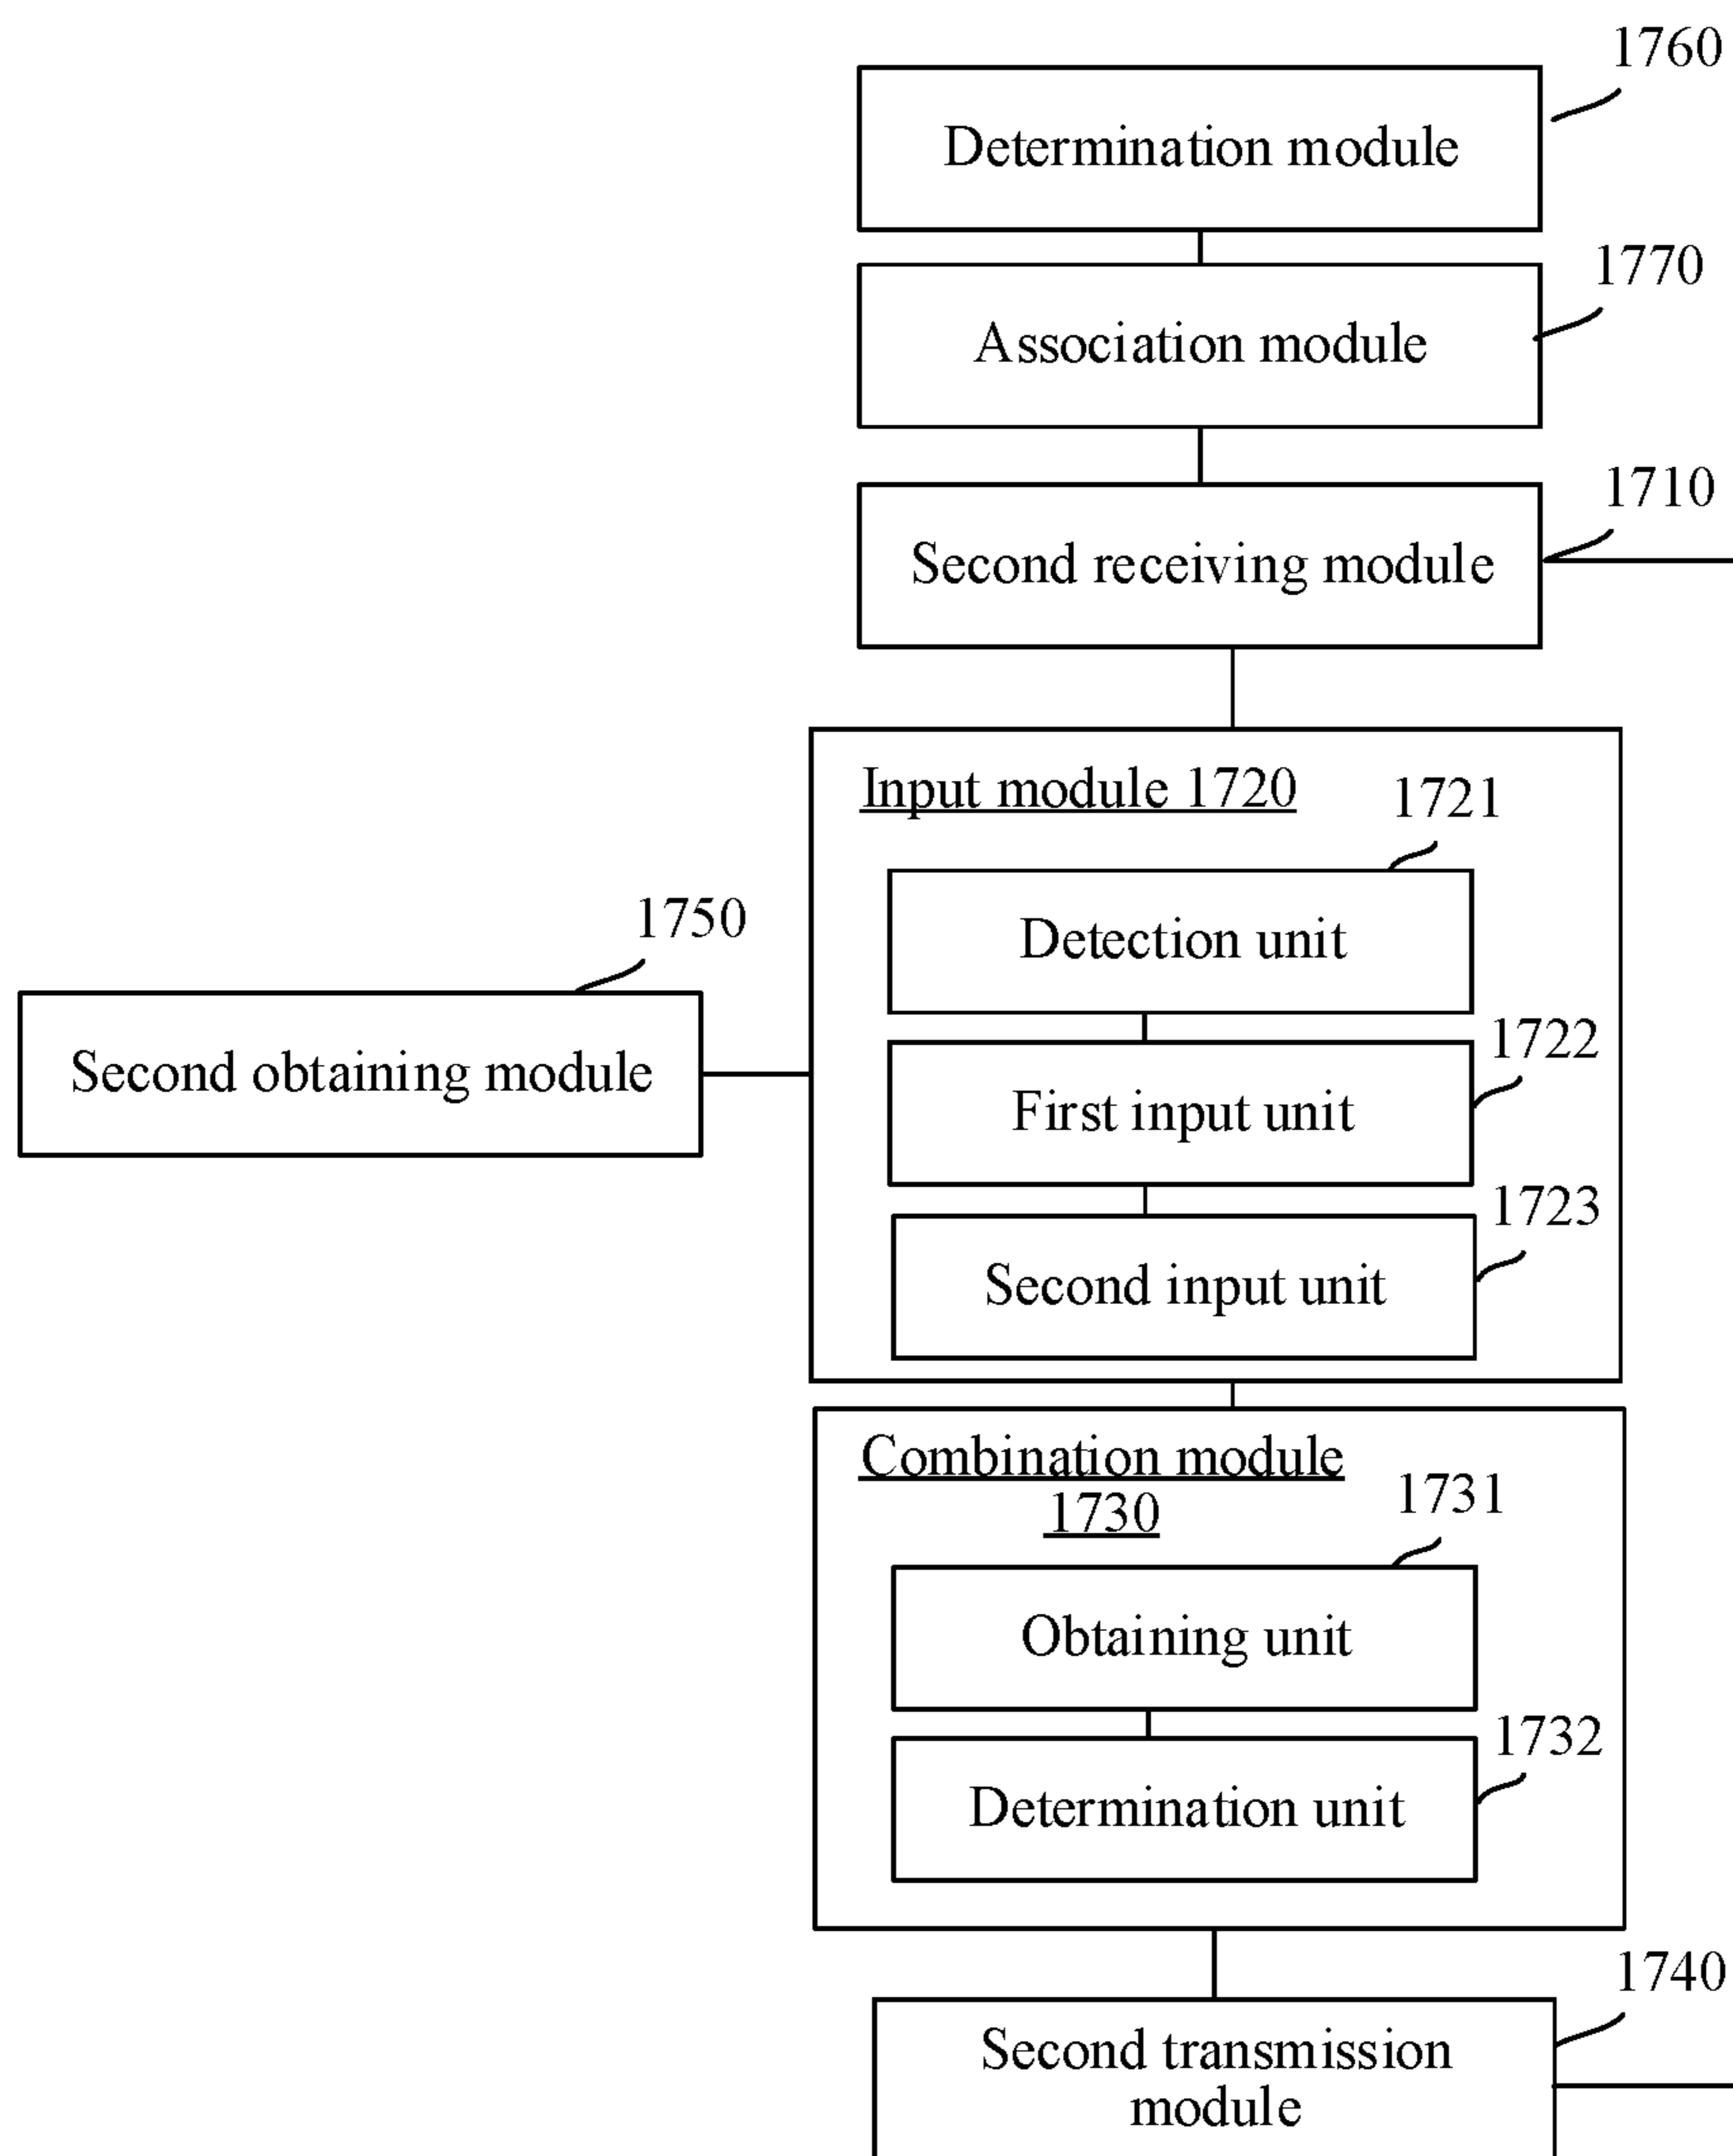 1760
Determination module
1770
Association module
1710
Second receiving module
Input module 1720
1721
Detection unit
1750
Second obtaining module
1722
First input unit
1723
Second input unit
Combination module
1730
1731
Obtaining unit
1732
Determination unit
1740
Second transmission
module